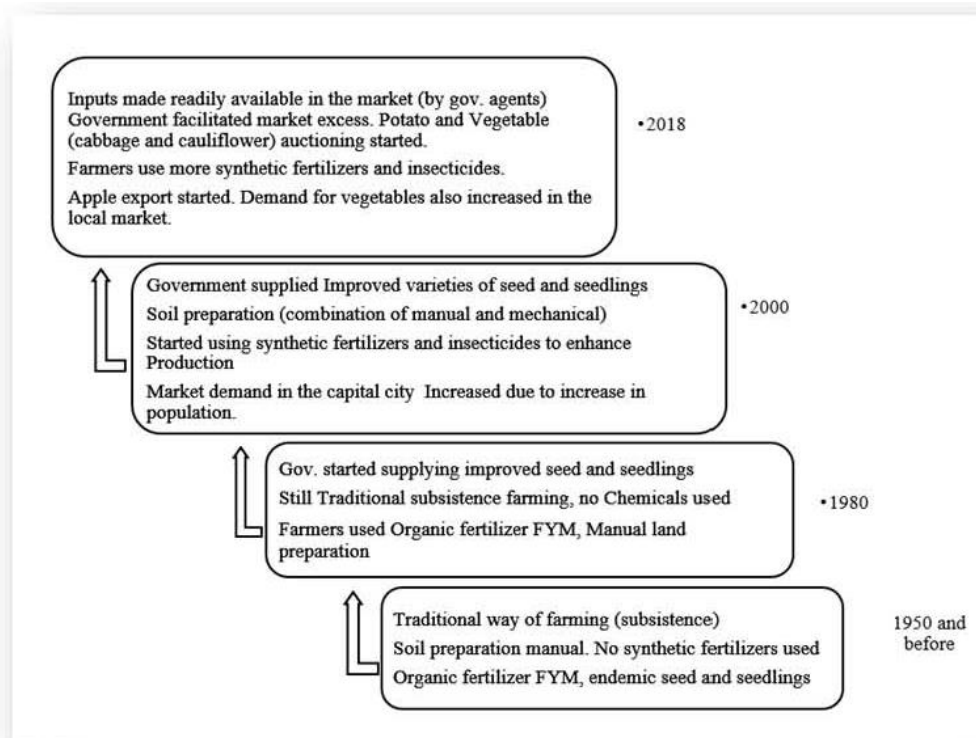 Inputs made readily available in the market (by gov. agents)
Government facilitated market excess. Potato and Vegetable
(cabbage and cauliflower) auctioning started.
Farmers use more synthetic fertilizers and insecticides.
Apple export started. Demand for vegetables also increased in the
local market.
•2018
Government supplied Improved varieties of seed and seedlings
Soil preparation (combination of manual and mechanical)
Started using synthetic fertilizers and insecticides to enhance
Production
Market demand in the capital city Increased due to increase in
population.
•2000
Gov. started supplying improved seed and seedlings
Still Traditional subsistence farming, no Chemicals used
Farmers used Organic fertilizer FYM, Manual land
preparation
•1980
Traditional way of farming (subsistence)
Soil preparation manual. No synthetic fertilizers used
Organic fertilizer FYM, endemic seed and seedlings
1950 and
before